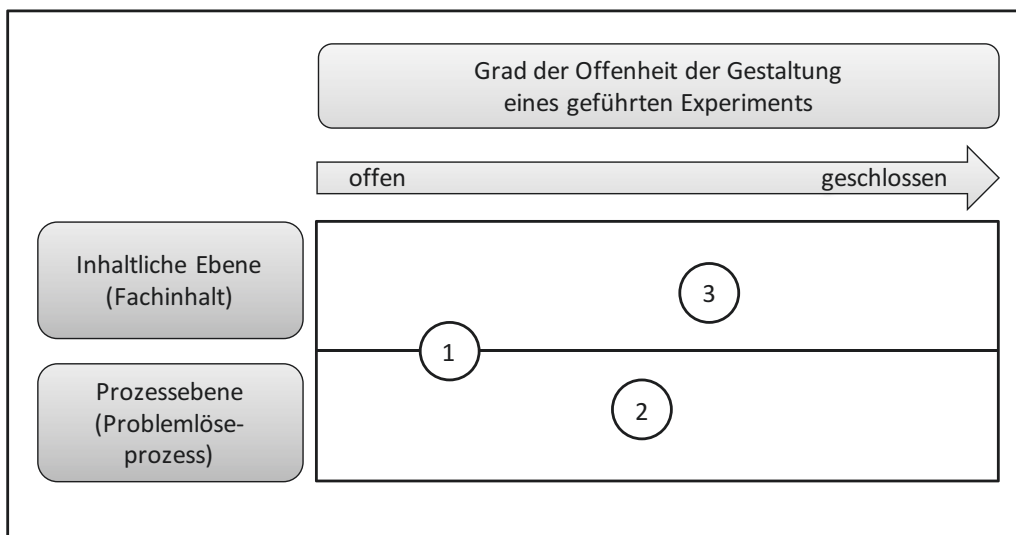 Grad der Offenheit der Gestaltung
eines geführten Experiments
offen
geschlossen
Inhaltliche Ebene
(Fachinhalt)
3
1
Prozessebene
(Problemlöse-
prozess)
2